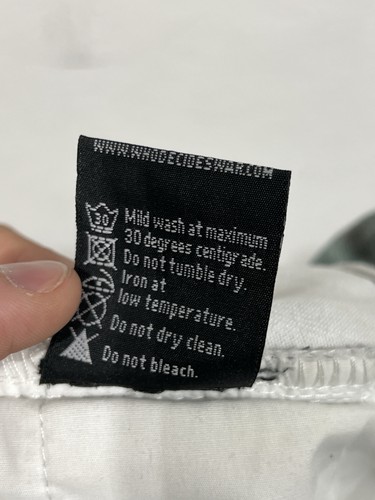 WWW.WHODECIDESWAR.COM
30
Mild wash at maximum
30 degrees centigrade.
Do not tumble dry.
Iron at
low temperature.
Do not dry clean.
Do not bleach.